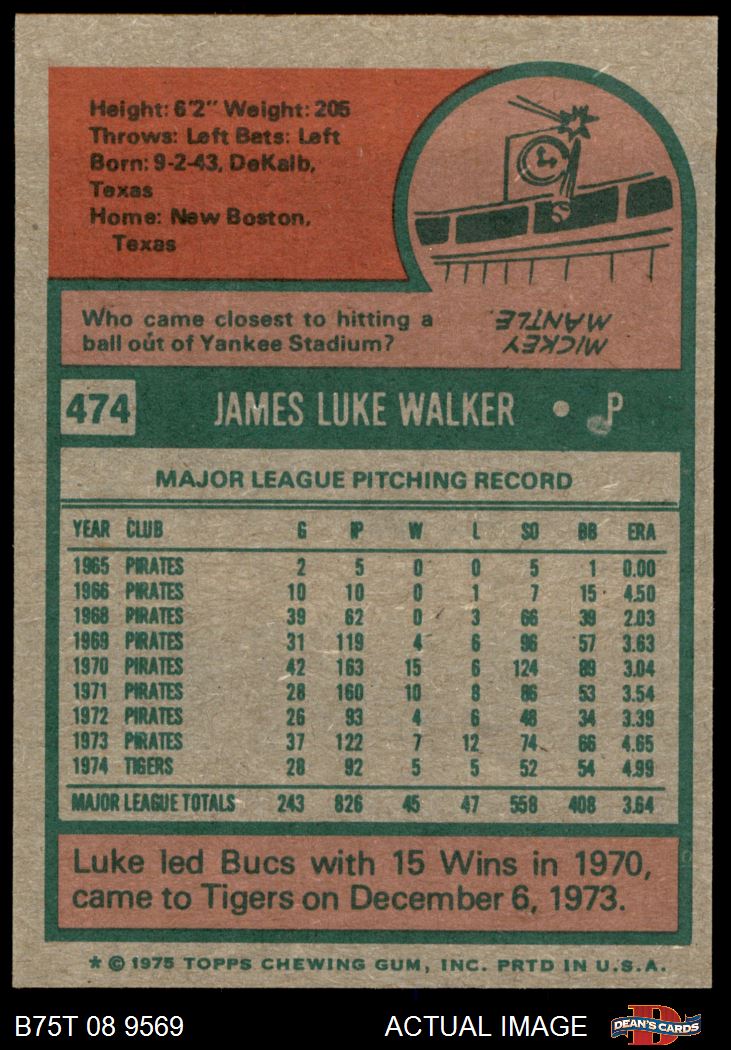 Height: 6'2" Weight: 205
Throws: Left Bats: Left
Born: 9-2-43, DeKalb,
Texas
Home: New Boston,
Texas
Who came closest to hitting a
ball out of Yankee Stadium?
MICKEY
MANTLE.
474 JAMES LUKE WALKER • P
MAJOR LEAGUE PITCHING RECORD
YEAR CLUB G IP W L SO BB ERA
1965 PIRATES 2 5 0 0 5 1 0.00
1966 PIRATES 10 10 0 1 7 15 4.50
1968 PIRATES 39 62 0 3 66 39 2.03
1969 PIRATES 31 119 4 6 96 57 3.63
1970 PIRATES 42 163 15 6 124 89 3.04
1971 PIRATES 28 160 10 8 86 53 3.54
1972 PIRATES 26 93 4 6 48 34 3.39
1973 PIRATES 37 122 7 12 74 66 4.65
1974 TIGERS 28 92 5 5 52 54 4.99
MAJOR LEAGUE TOTALS 243 826 45 47 558 408 3.64
Luke led Bucs with 15 Wins in 1970,
came to Tigers on December 6, 1973.
* © 1975 TOPPS CHEWING GUM, INC. PRTD IN U.S.A.
B75T 08 9569 ACTUAL IMAGE D DEAN'S CARDS